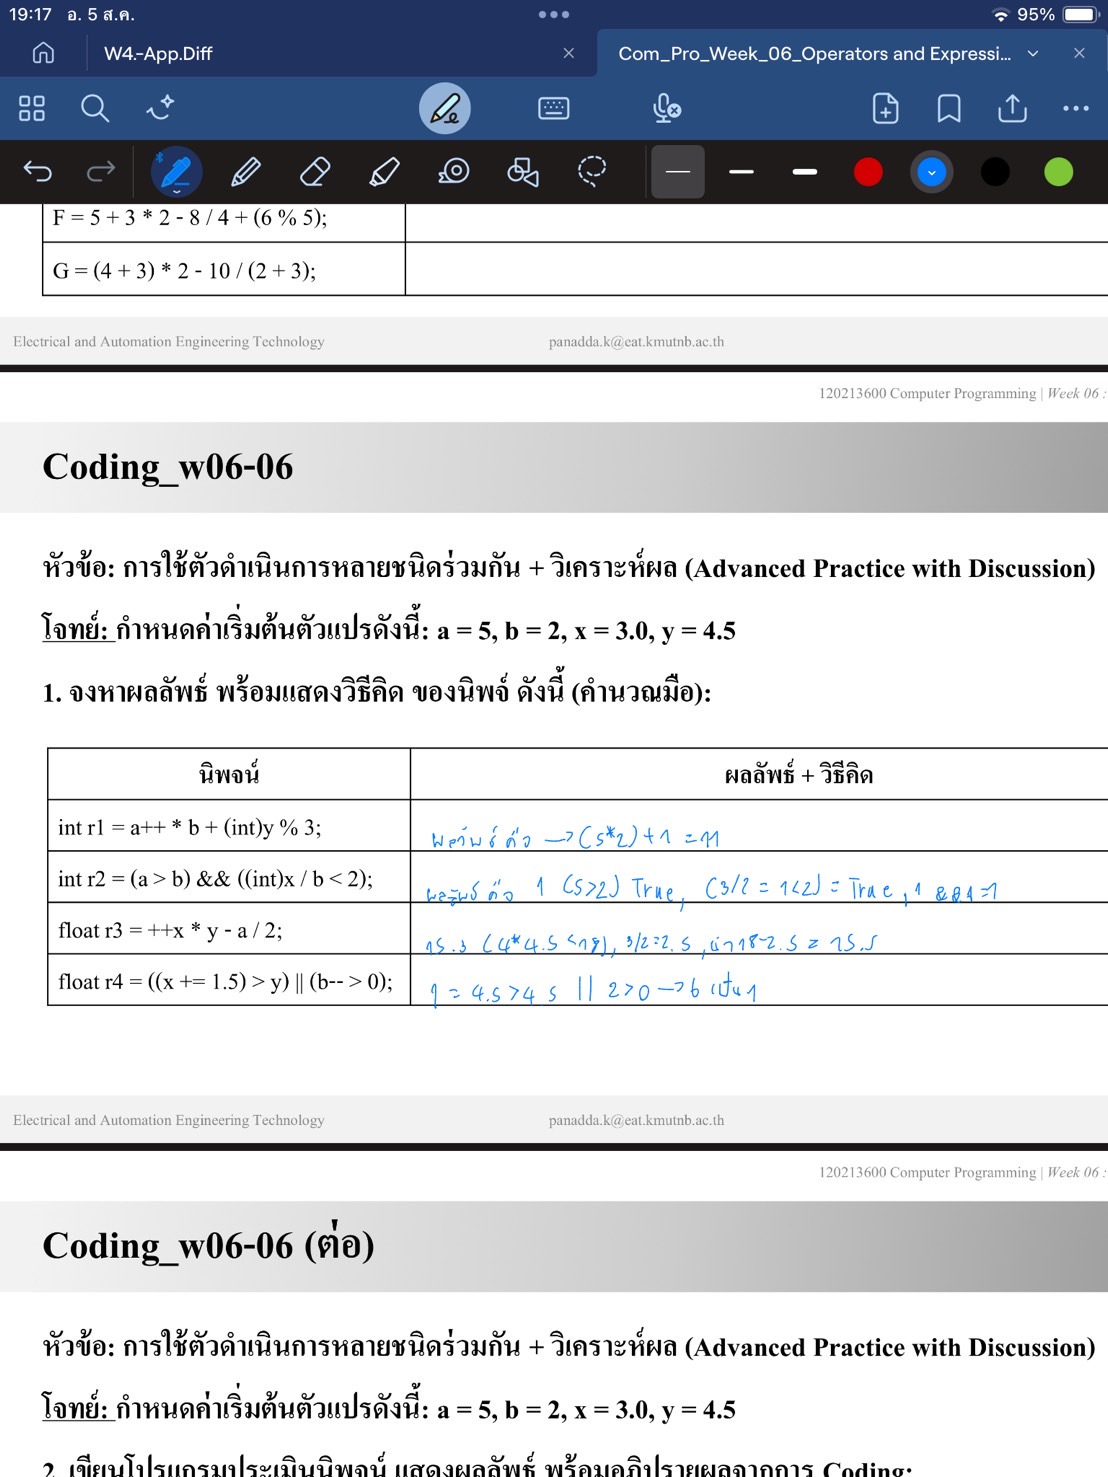 19:17 อ. 5 ส.ค.
95%
W4.-App.Diff
Com_Pro_Week_06_Operators and Expressi...
F = 5 + 3 * 2 - 8 / 4 + (6 % 5);
G = (4 + 3) * 2 - 10 / (2 + 3);
Electrical and Automation Engineering Technology
panadda.k@eat.kmutnb.ac.th
120213600 Computer Programming | Week 06 :
Coding_w06-06
หัวข้อ: การใช้ตัวดำเนินการหลายชนิดร่วมกัน + วิเคราะห์ผล (Advanced Practice with Discussion)
โจทย์: กำหนดค่าเริ่มต้นตัวแปรดังนี้: a = 5, b = 2, x = 3.0, y = 4.5
1. จงหาผลลัพธ์ พร้อมแสดงวิธีคิด ของนิพจ์ ดังนี้ (คำนวณมือ):
นิพจน์
ผลลัพธ์ + วิธีคิด
int r1 = a++ * b + (int)y % 3;
ผลลัพธ์ คือ → (5*2) + 1 = 11
int r2 = (a > b) && ((int)x / b < 2);
ผลลัพธ์ คือ 1 (5>2) True, (3/2 = 1<2) = True, 1 && 1 = 1
float r3 = ++x * y - a / 2;
(4*4.5 = 18), 18-2.5 = 15.5
float r4 = ((x += 1.5) > y) || (b-- > 0);
1 = 4.5>4 5 || 2>0 → b เป็น 1
Electrical and Automation Engineering Technology
panadda.k@eat.kmutnb.ac.th
120213600 Computer Programming | Week 06 :
Coding_w06-06 (ต่อ)
หัวข้อ: การใช้ตัวดำเนินการหลายชนิดร่วมกัน + วิเคราะห์ผล (Advanced Practice with Discussion)
โจทย์: กำหนดค่าเริ่มต้นตัวแปรดังนี้: a = 5, b = 2, x = 3.0, y = 4.5
2. เขียนโปรแกรมประเมินนิพจน์ แสดงผลลัพธ์ พร้อมอภิปรายผลจากการ Coding: